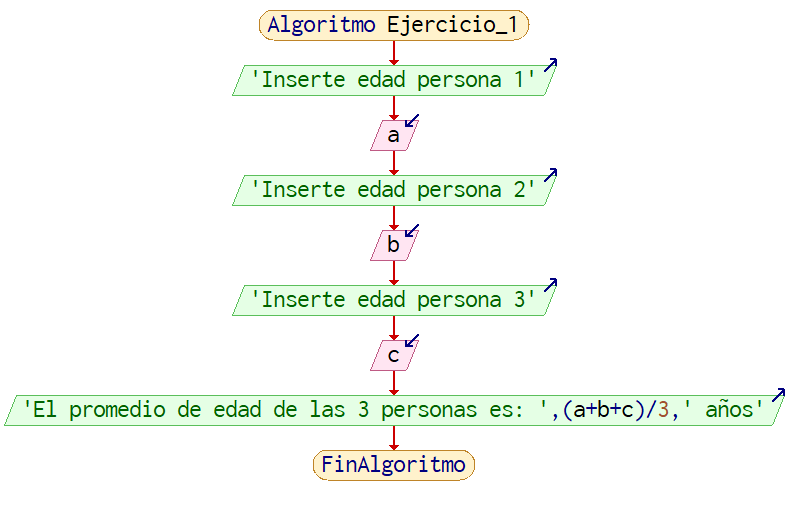 Algoritmo Ejercicio_1
'Inserte edad persona 1'
a
'Inserte edad persona 2'
b
'Inserte edad persona 3'
c
'El promedio de edad de las 3 personas es: ',(a+b+c)/3,' años'
FinAlgoritmo